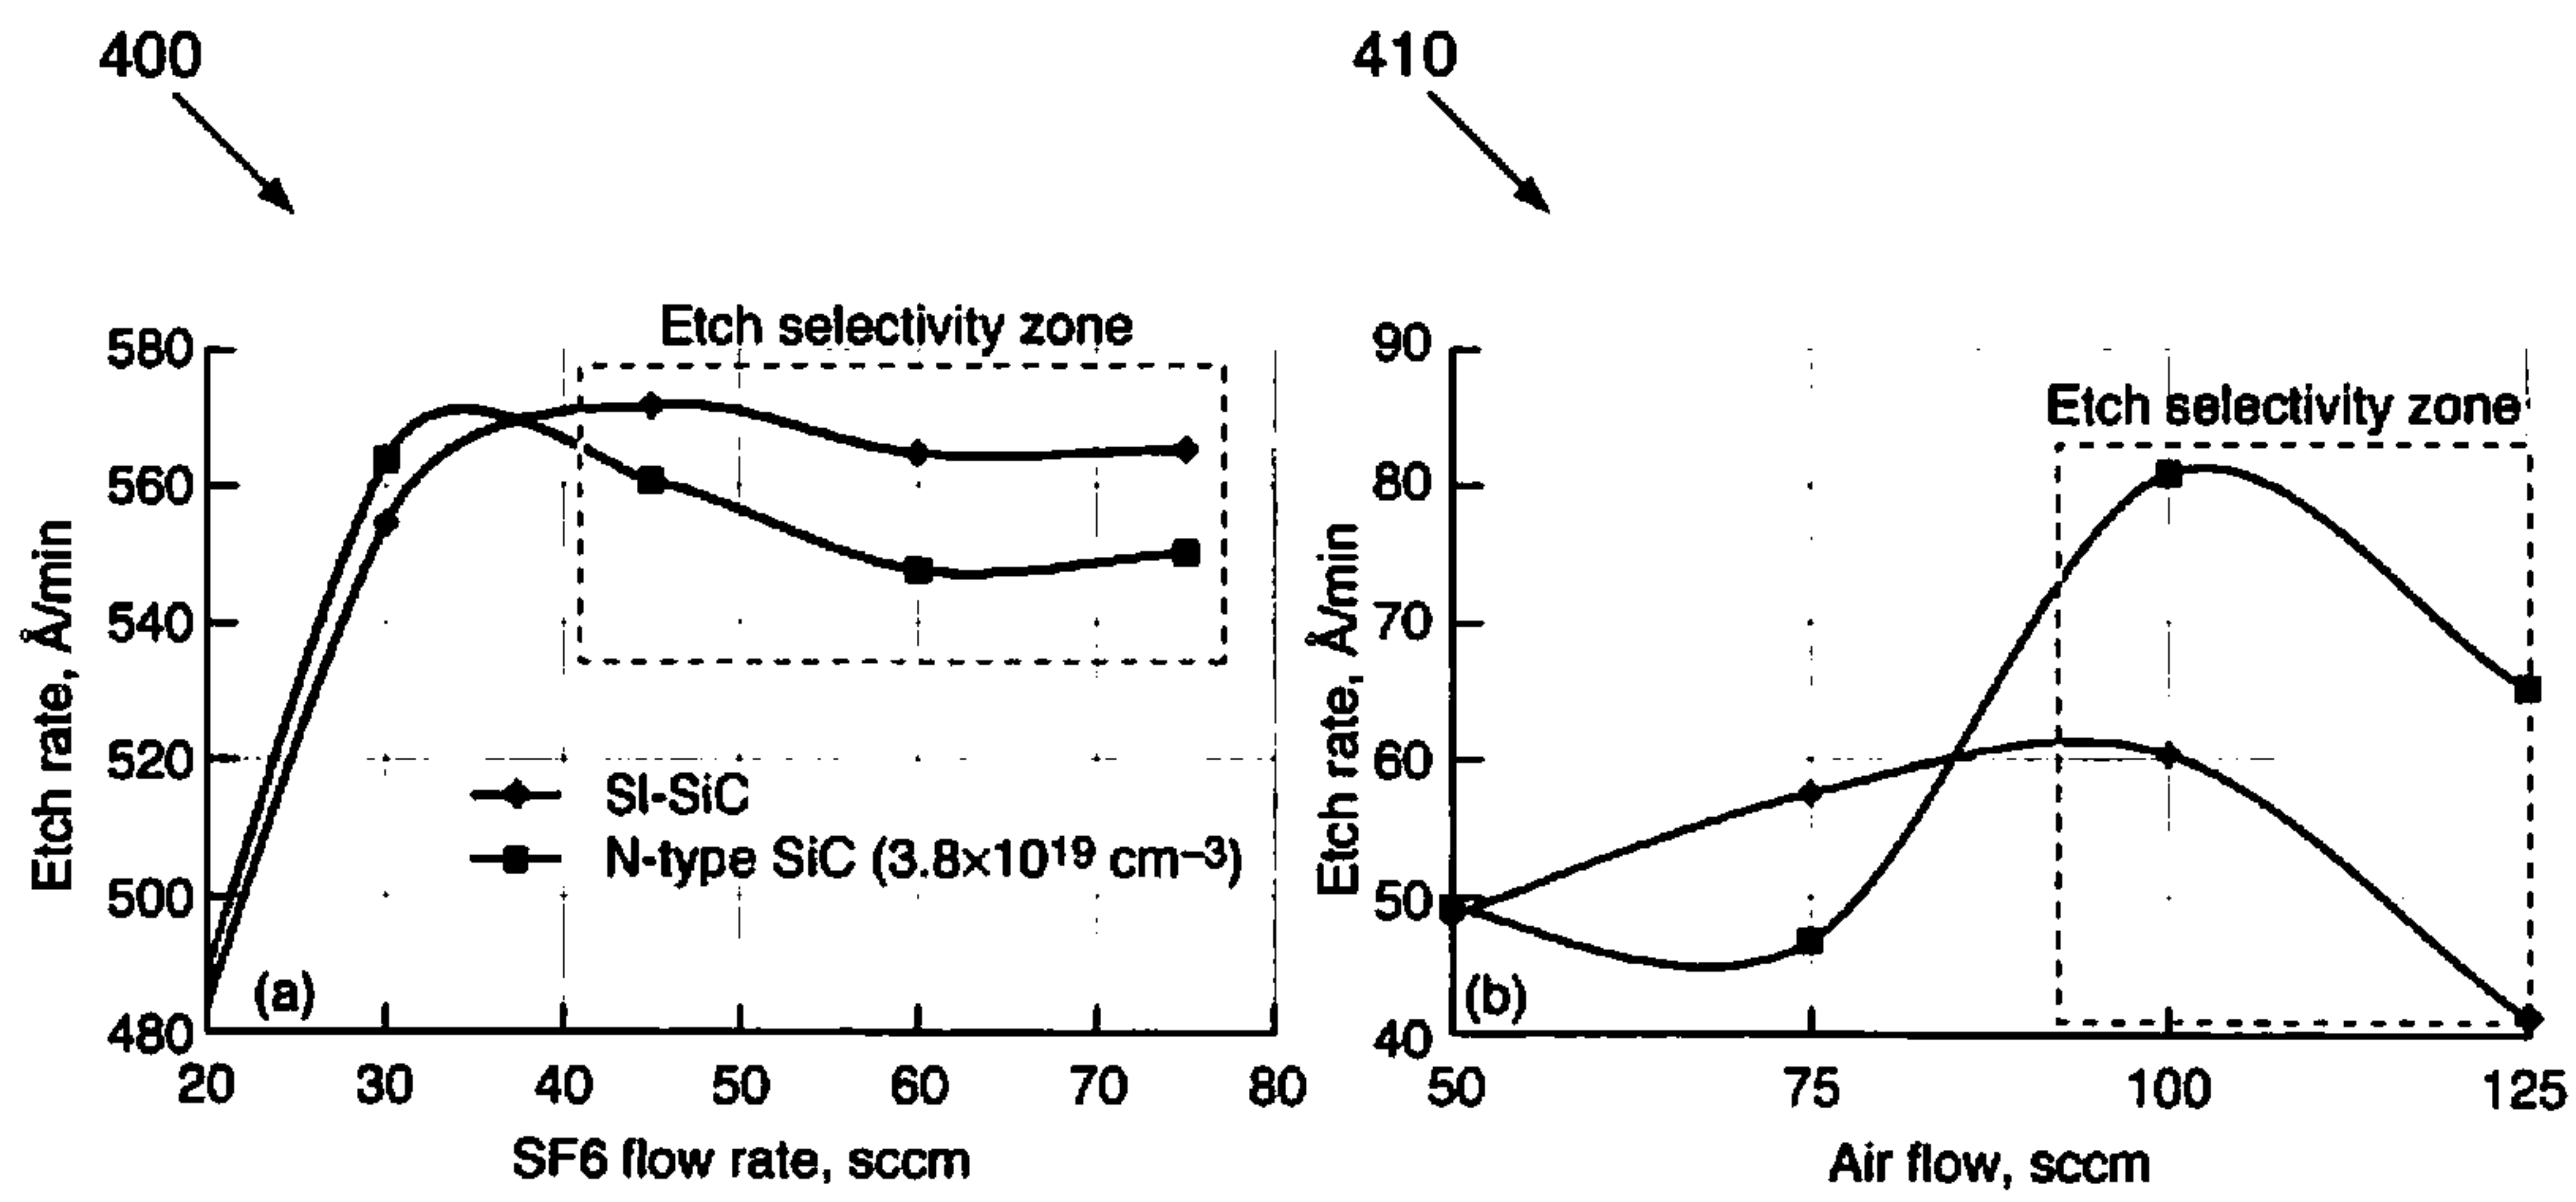 400
410
Etch selectivity zone
580
560
540
520
500
480
Etch rate, Å/min
SI-SiC
N-type SiC (3.8×10¹⁹ cm⁻³)
(a)
20 30 40 50 60 70 80
SF6 flow rate, sccm
Etch selectivity zone
90
80
70
60
50
40
Etch rate, Å/min
(b)
50 75 100 125
Air flow, sccm